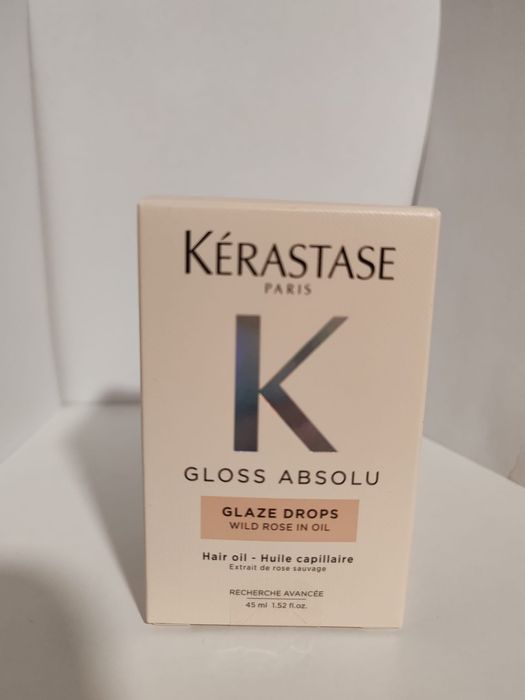 KÉRASTASE
PARIS
K
GLOSS ABSOLU
GLAZE DROPS
WILD ROSE IN OIL
Hair oil - Huile capillaire
Extrait de rose sauvage
RECHERCHE AVANCÉE
45 ml 1.52 fl.oz.